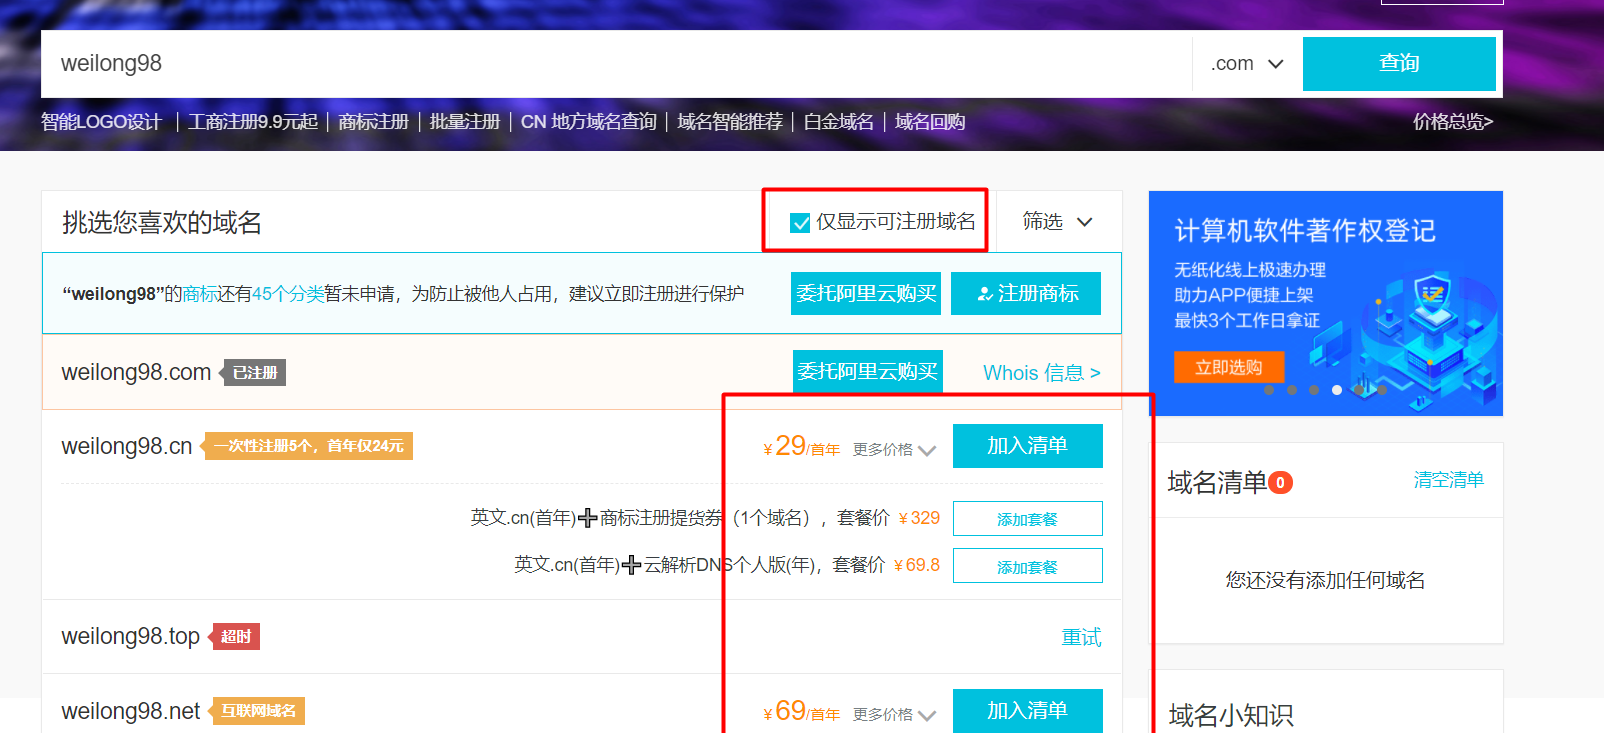 weilong98
.com
查询
智能LOGO设计 | 工商注册9.9元起 | 商标注册 | 批量注册 | CN 地方域名查询 | 域名智能推荐 | 白金域名 | 域名回购
价格总览>
挑选您喜欢的域名
仅显示可注册域名
筛选
“weilong98”的商标还有45个分类暂未申请，为防止被他人占用，建议立即注册进行保护
委托阿里云购买
注册商标
weilong98.com
已注册
委托阿里云购买
Whois 信息 >
weilong98.cn
一次性注册5个，首年仅24元
¥29/首年
更多价格
加入清单
英文.cn(首年)+商标注册提货券（1个域名），套餐价 ¥329
添加套餐
英文.cn(首年)+云解析DNS个人版(年)，套餐价 ¥69.8
添加套餐
weilong98.top
超时
重试
weilong98.net
互联网域名
¥69/首年
更多价格
加入清单
计算机软件著作权登记
无纸化线上极速办理
助力APP便捷上架
最快3个工作日拿证
立即选购
域名清单0
清空清单
您还没有添加任何域名
域名小知识